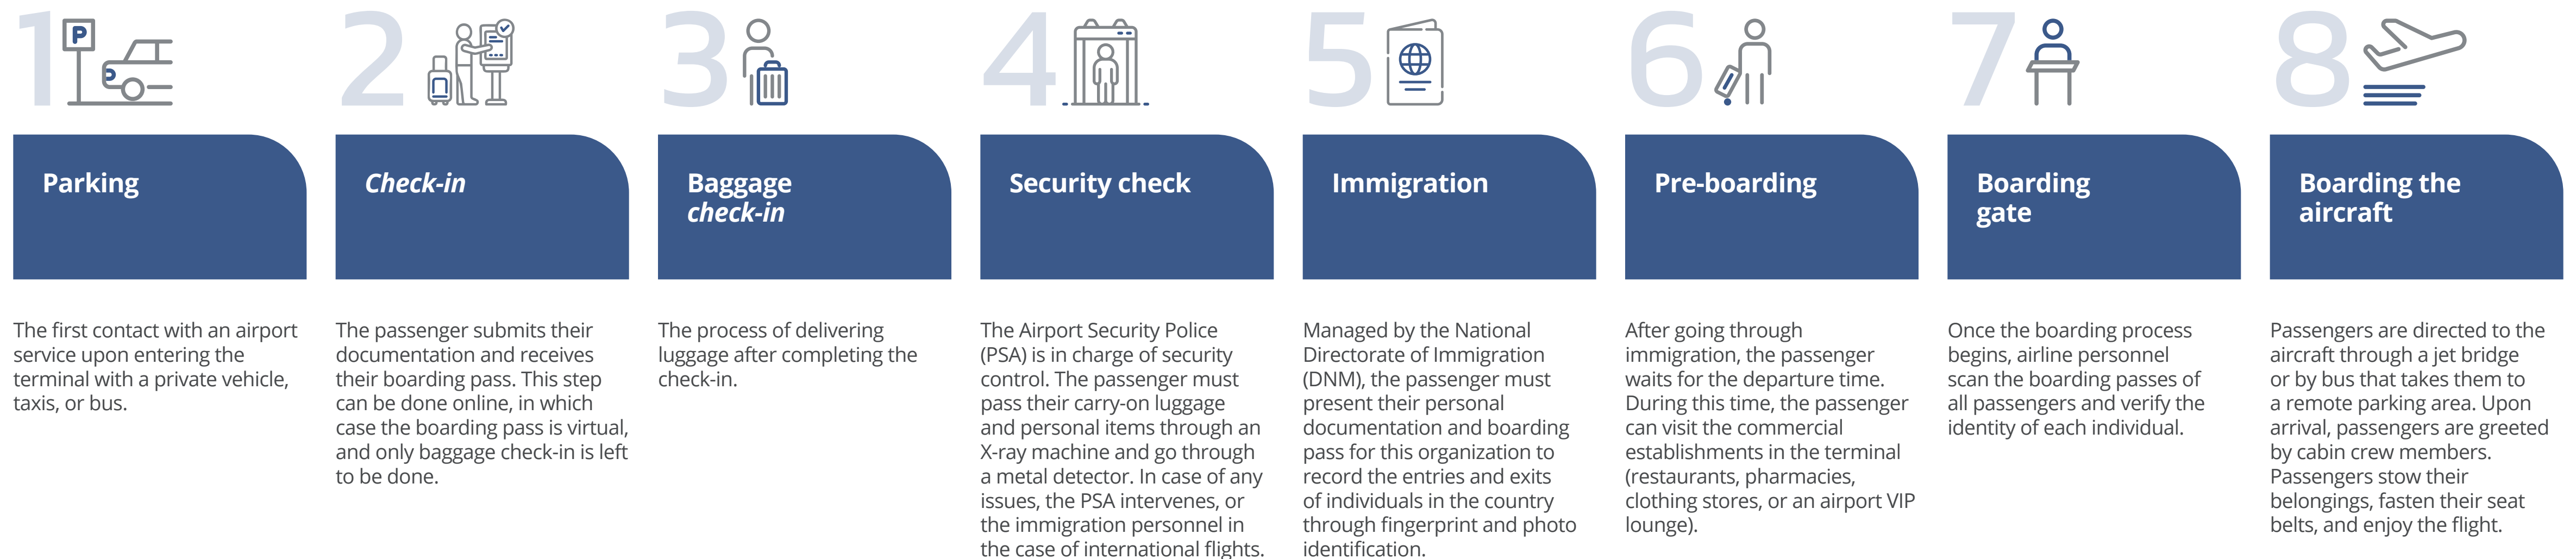 1
P
Parking
The first contact with an airport
service upon entering the
terminal with a private vehicle,
taxis, or bus.
2
Check-in
The passenger submits their
documentation and receives
their boarding pass. This step
can be done online, in which
case the boarding pass is virtual,
and only baggage check-in is left
to be done.
3
Baggage
check-in
The process of delivering
luggage after completing the
check-in.
4
Security check
The Airport Security Police
(PSA) is in charge of security
control. The passenger must
pass their carry-on luggage
and personal items through an
X-ray machine and go through
a metal detector. In case of any
issues, the PSA intervenes, or
the immigration personnel in
the case of international flights.
5
Immigration
Managed by the National
Directorate of Immigration
(DNM), the passenger must
present their personal
documentation and boarding
pass for this organization to
record the entries and exits
of individuals in the country
through fingerprint and photo
identification.
6
Pre-boarding
After going through
immigration, the passenger
waits for the departure time.
During this time, the passenger
can visit the commercial
establishments in the terminal
(restaurants, pharmacies,
clothing stores, or an airport VIP
lounge).
7
Boarding
gate
Once the boarding process
begins, airline personnel
scan the boarding passes of
all passengers and verify the
identity of each individual.
8
Boarding the
aircraft
Passengers are directed to the
aircraft through a jet bridge
or by bus that takes them to
a remote parking area. Upon
arrival, passengers are greeted
by cabin crew members.
Passengers stow their
belongings, fasten their seat
belts, and enjoy the flight.